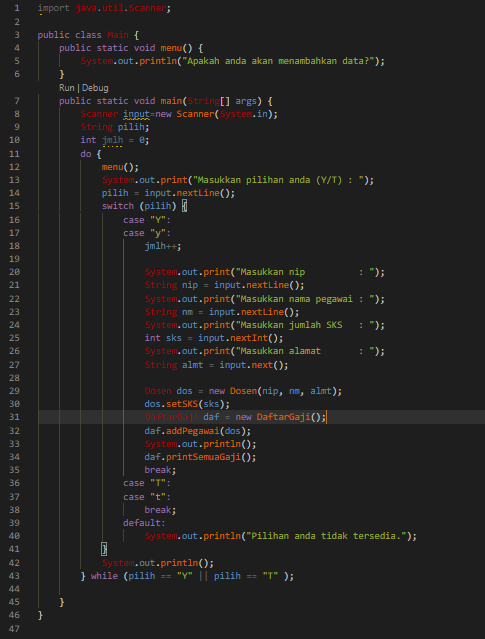 1 import java.util.Scanner;
2
3 public class Main {
4     public static void menu() {
5         System.out.println("Apakah anda akan menambahkan data?");
6     }
Run | Debug
7     public static void main(String[] args) {
8         Scanner input=new Scanner(System.in);
9         String pilih;
10         int jmlh = 0;
11         do {
12             menu();
13             System.out.print("Masukkan pilihan anda (Y/T) : ");
14             pilih = input.nextLine();
15             switch (pilih) {
16                 case "Y":
17                 case "y":
18                     jmlh++;
19
20                     System.out.print("Masukkan nip          : ");
21                     String nip = input.nextLine();
22                     System.out.print("Masukkan nama pegawai : ");
23                     String nm = input.nextLine();
24                     System.out.print("Masukkan jumlah SKS   : ");
25                     int sks = input.nextInt();
26                     System.out.print("Masukkan alamat       : ");
27                     String almt = input.next();
28
29                     Dosen dos = new Dosen(nip, nm, almt);
30                     dos.setSKS(sks);
31                     DaftarGaji daf = new DaftarGaji();
32                     daf.addPegawai(dos);
33                     System.out.println();
34                     daf.printSemuaGaji();
35                     break;
36                 case "T":
37                 case "t":
38                     break;
39                 default:
40                     System.out.println("Pilihan anda tidak tersedia.");
41             }
42             System.out.println();
43         } while (pilih == "Y" || pilih == "T" );
44
45     }
46 }
47